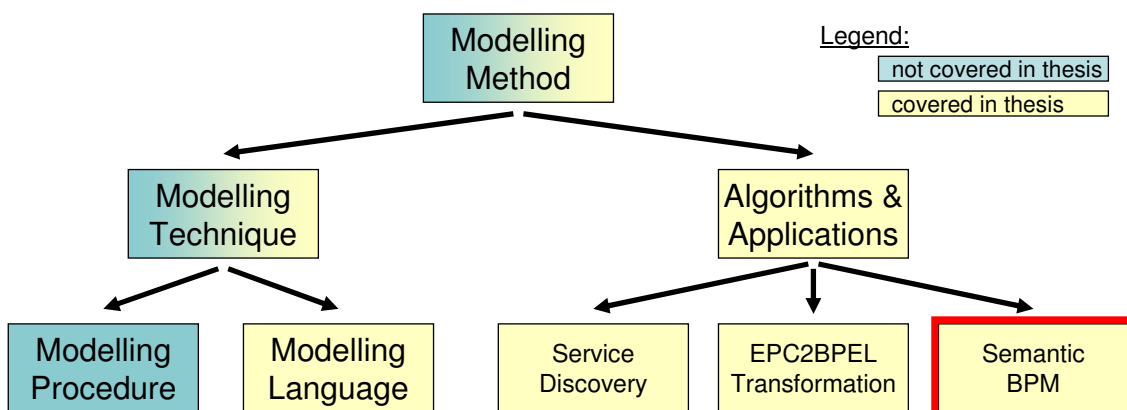 Modelling
Method
Legend:
not covered in thesis
covered in thesis
Modelling
Technique
Algorithms &
Applications
Modelling
Procedure
Modelling
Language
Service
Discovery
EPC2BPEL
Transformation
Semantic
BPM